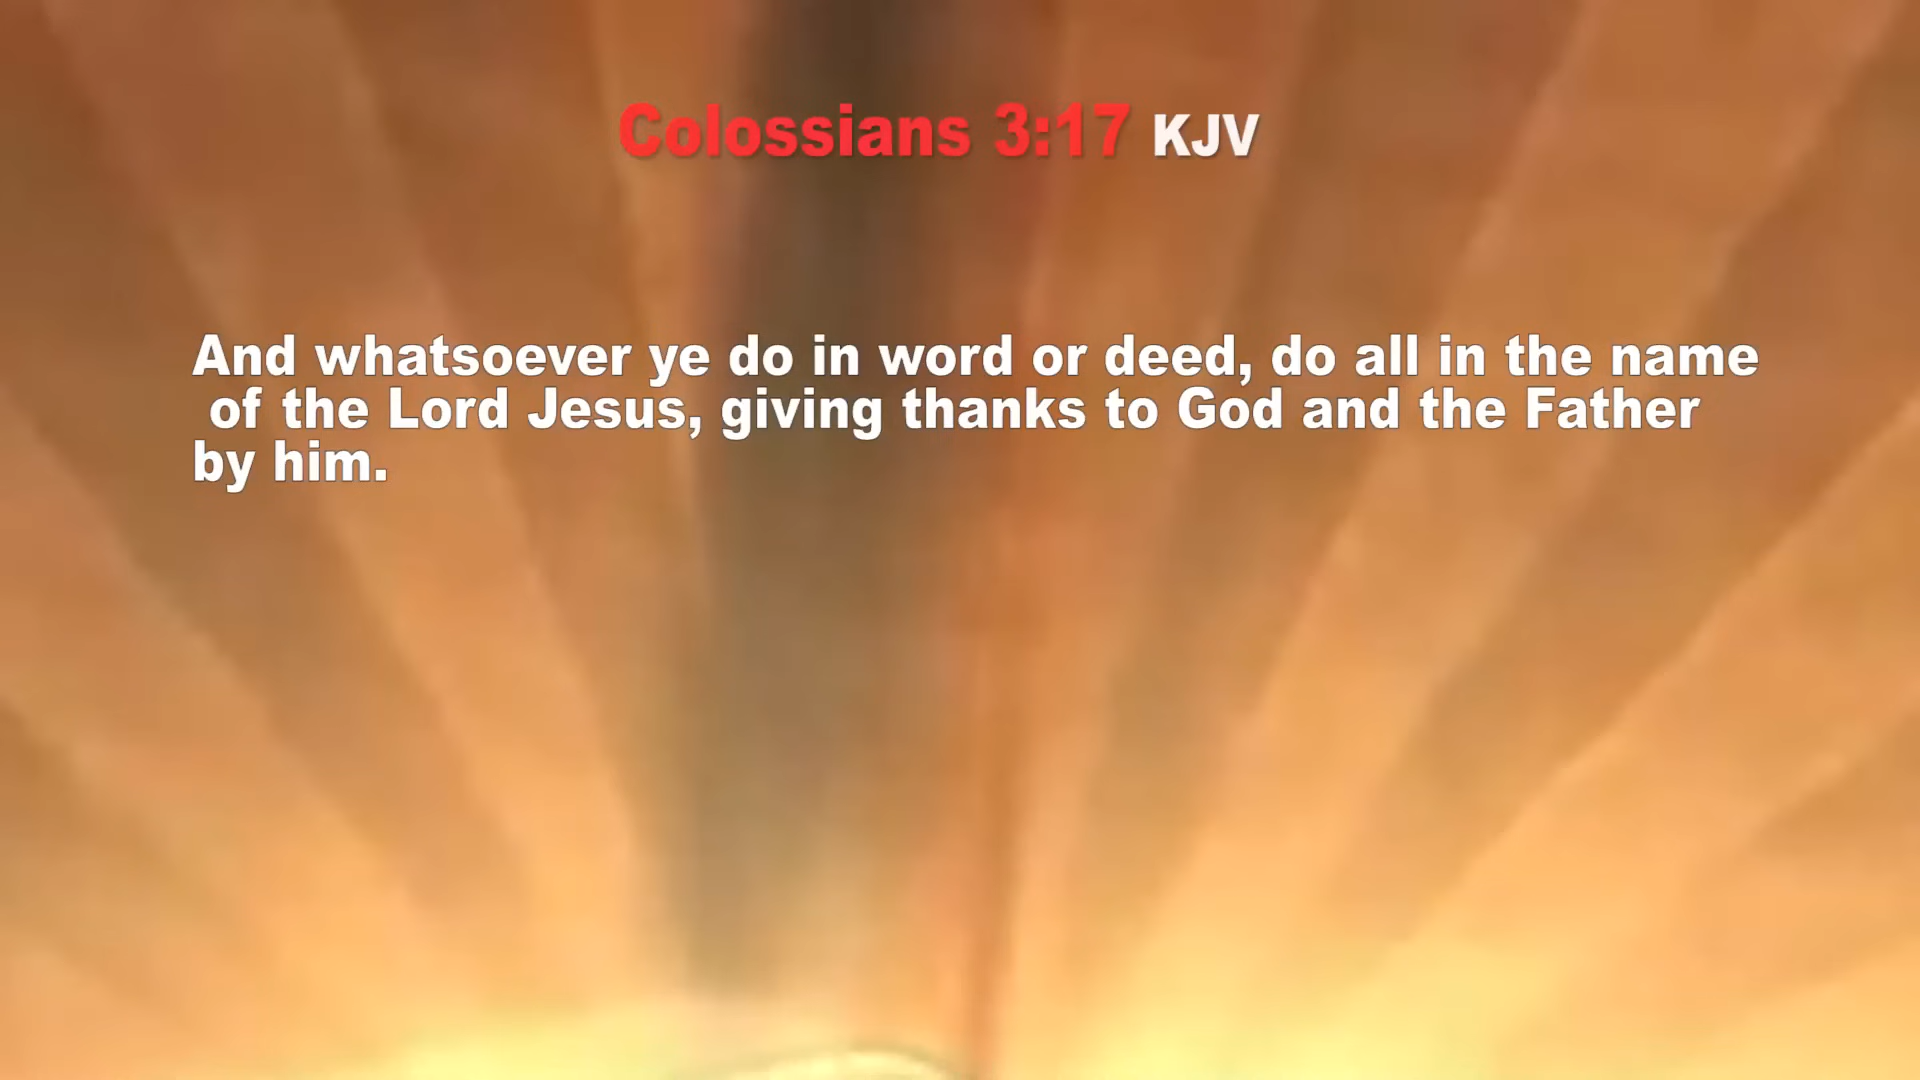 Colossians 3:17 KJV
And whatsoever ye do in word or deed, do all in the name
of the Lord Jesus, giving thanks to God and the Father
by him.